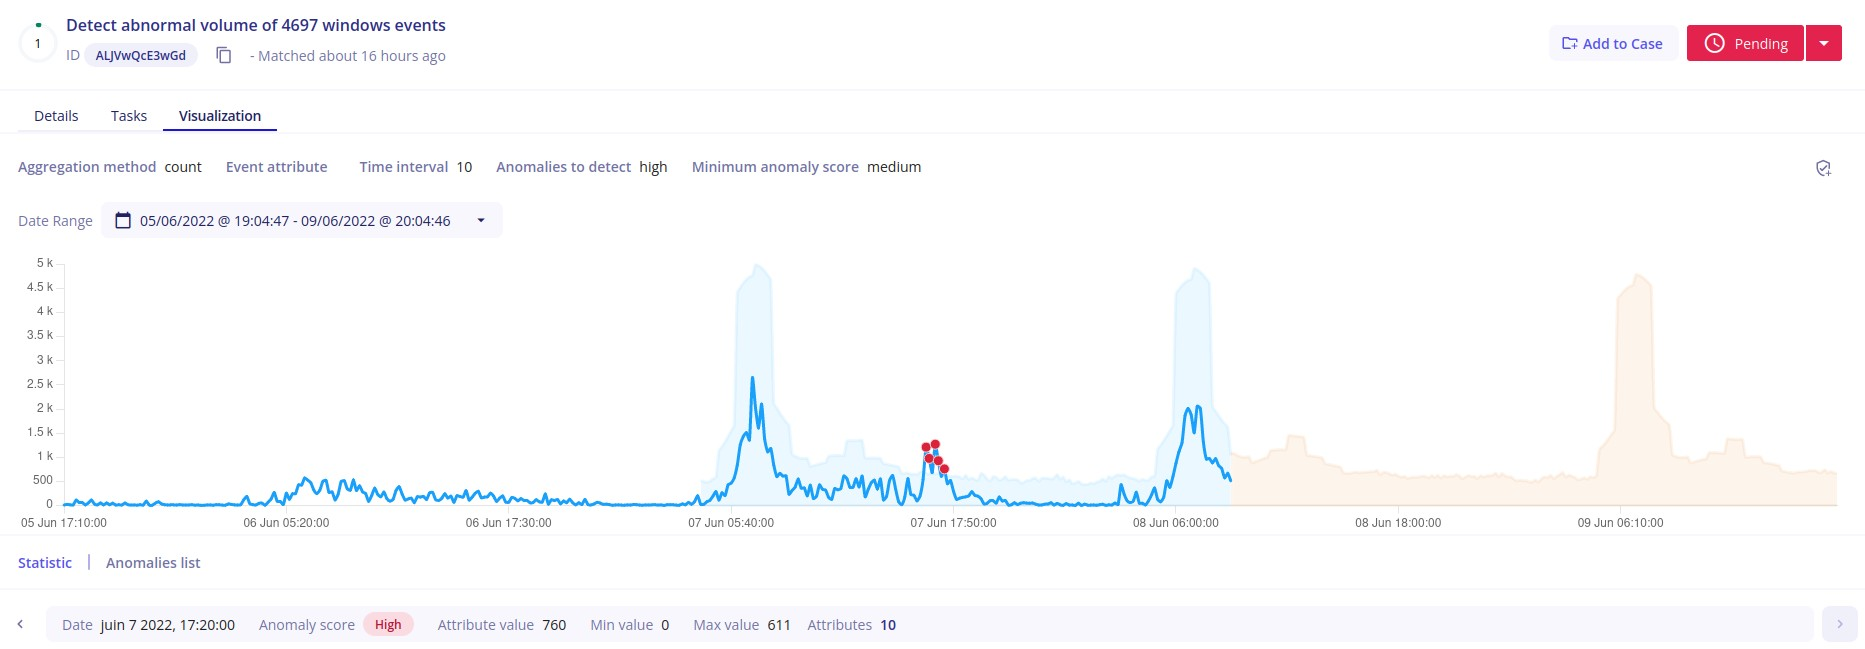 Detect abnormal volume of 4697 windows events
1
ID ALJVwQcE3wGd - Matched about 16 hours ago
Add to Case
Pending
Details Tasks Visualization
Aggregation method count Event attribute Time interval 10 Anomalies to detect high Minimum anomaly score medium
Date Range 05/06/2022 @ 19:04:47 - 09/06/2022 @ 20:04:46
5 k
4.5 k
4 k
3.5 k
3 k
2.5 k
2 k
1.5 k
1 k
500
0
05 Jun 17:10:00 06 Jun 05:20:00 06 Jun 17:30:00 07 Jun 05:40:00 07 Jun 17:50:00 08 Jun 06:00:00 08 Jun 18:00:00 09 Jun 06:10:00
Statistic | Anomalies list
Date juin 7 2022, 17:20:00 Anomaly score High Attribute value 760 Min value 0 Max value 611 Attributes 10